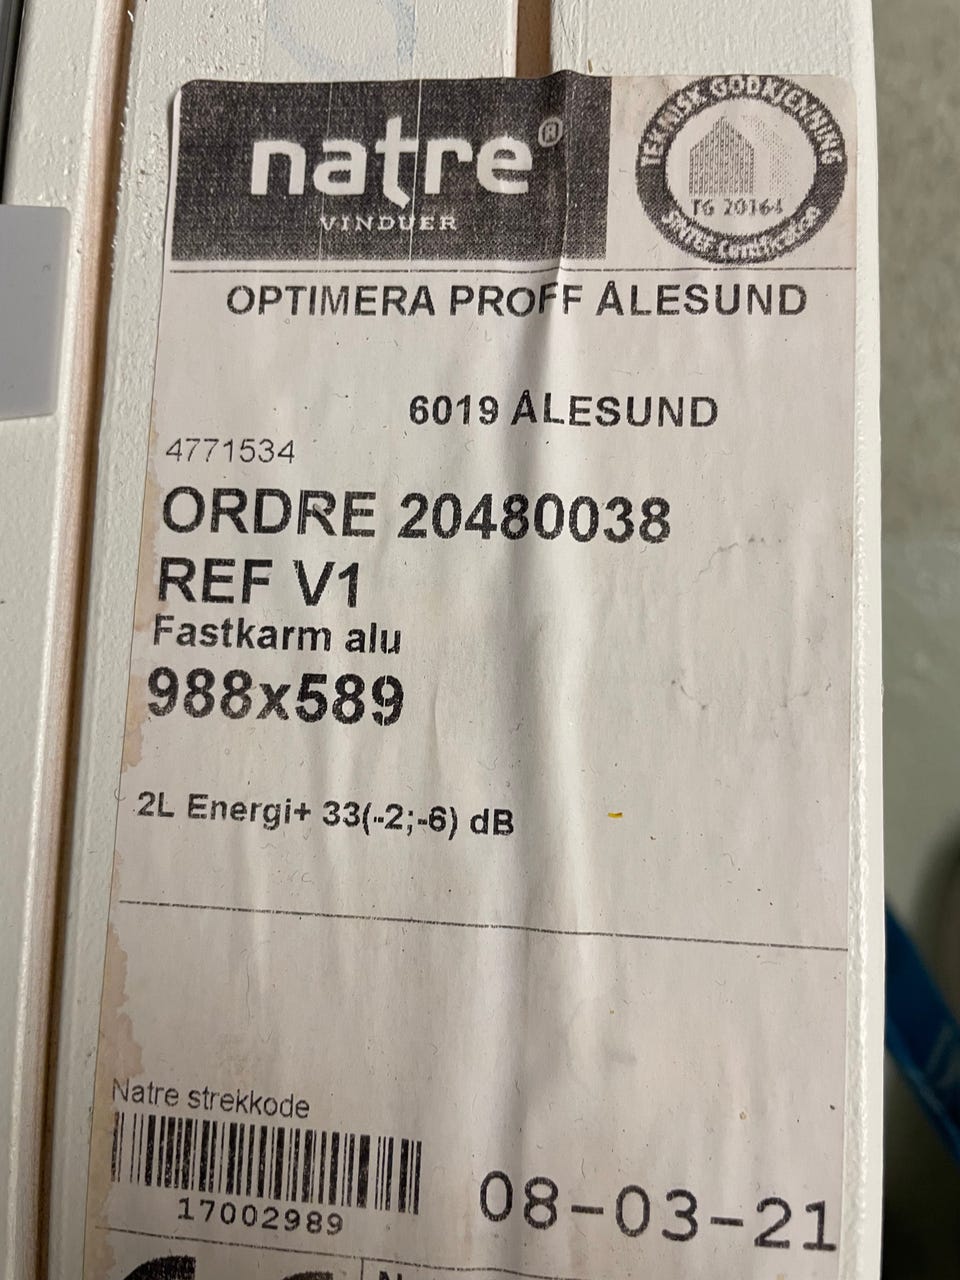 natre®
VINDUER
TEKNISK GODKJENNING
TG 20164
SINTEF Certification
OPTIMERA PROFF ÅLESUND
6019 ÅLESUND
4771534
ORDRE 20480038
REF V1
Fastkarm alu
988x589
2L Energi+ 33(-2;-6) dB
Natre strekkode
17002989
08-03-21